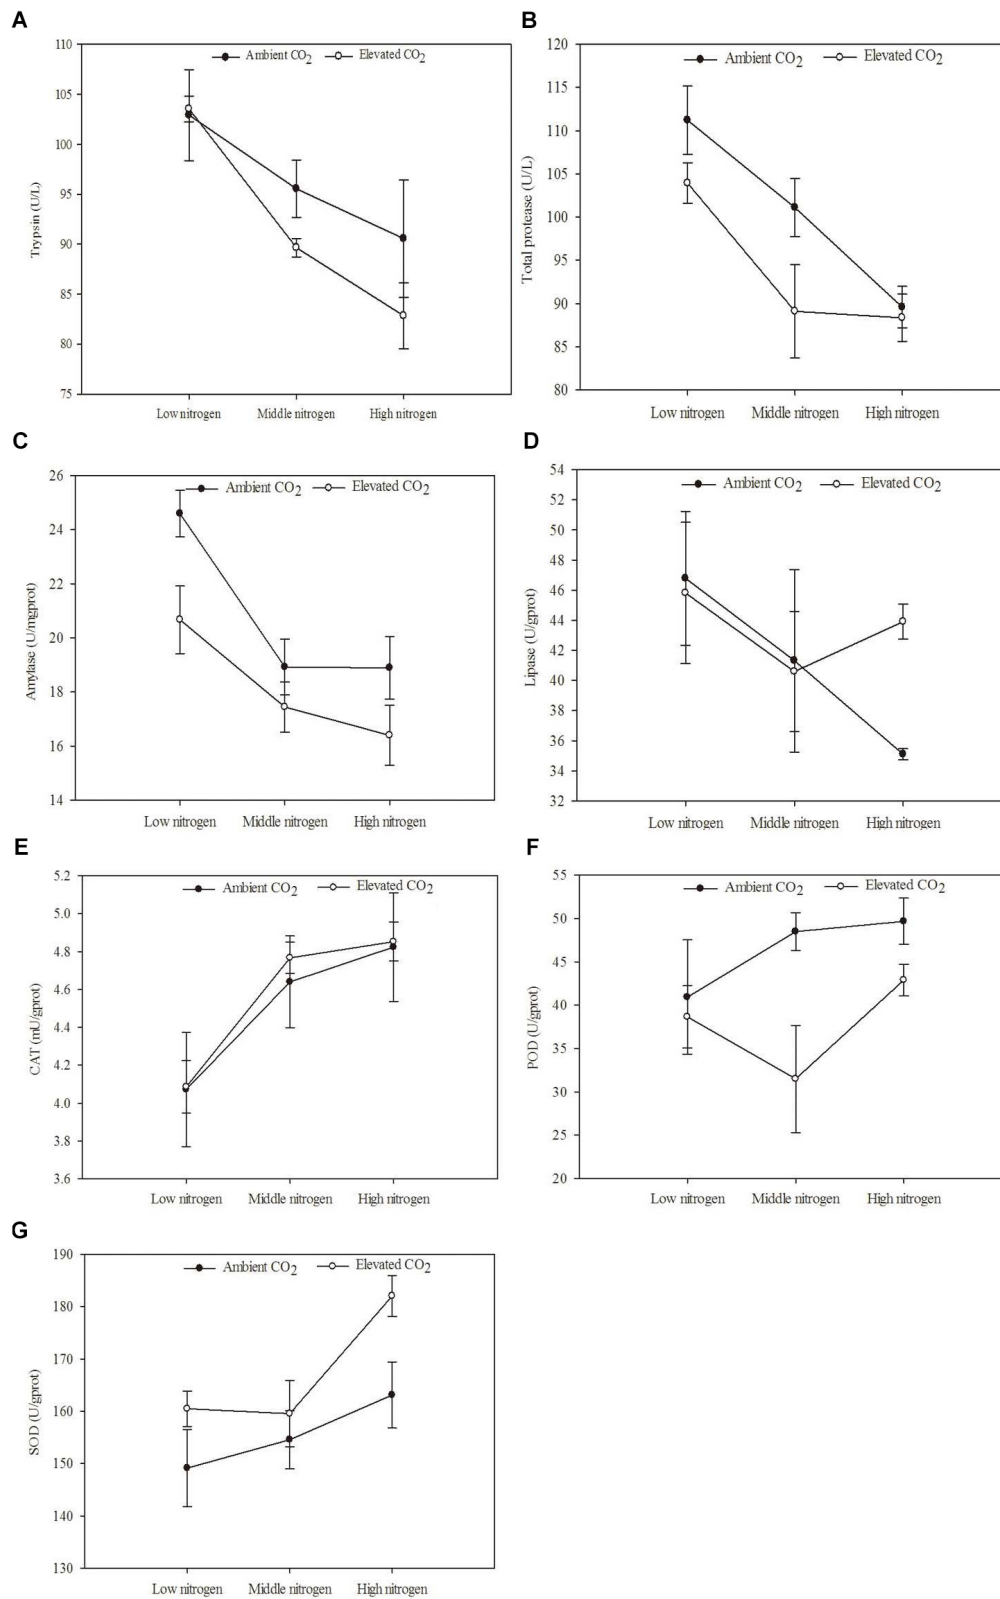 A
Ambient CO2 Elevated CO2
Trypsin (U/L)
110
105
100
95
90
85
80
75
Low nitrogen Middle nitrogen High nitrogen
B
Ambient CO2 Elevated CO2
Total protease (U/L)
120
115
110
105
100
95
90
85
80
Low nitrogen Middle nitrogen High nitrogen
C
Ambient CO2 Elevated CO2
Amylase (U/mgprot)
26
24
22
20
18
16
14
Low nitrogen Middle nitrogen High nitrogen
D
Ambient CO2 Elevated CO2
Lipase (U/gprot)
54
52
50
48
46
44
42
40
38
36
34
32
Low nitrogen Middle nitrogen High nitrogen
E
Ambient CO2 Elevated CO2
CAT (mU/gprot)
5.2
5.0
4.8
4.6
4.4
4.2
4.0
3.8
3.6
Low nitrogen Middle nitrogen High nitrogen
F
Ambient CO2 Elevated CO2
POD (U/gprot)
55
50
45
40
35
30
25
20
Low nitrogen Middle nitrogen High nitrogen
G
Ambient CO2 Elevated CO2
SOD (U/gprot)
190
180
170
160
150
140
130
Low nitrogen Middle nitrogen High nitrogen